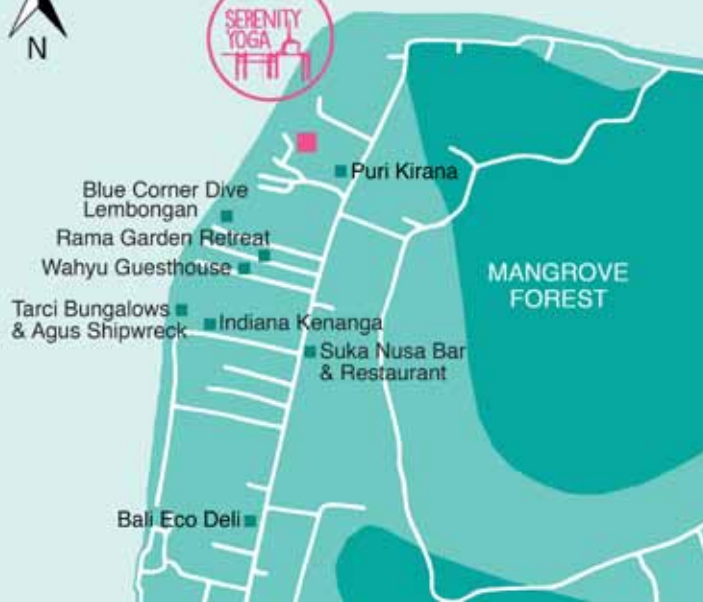 SERENITY
YOGA
N
Puri Kirana
Blue Corner Dive
Lembongan
Rama Garden Retreat
Wahyu Guesthouse
MANGROVE
FOREST
Tarci Bungalows
& Agus Shipwreck
Indiana Kenanga
Suka Nusa Bar
& Restaurant
Bali Eco Deli